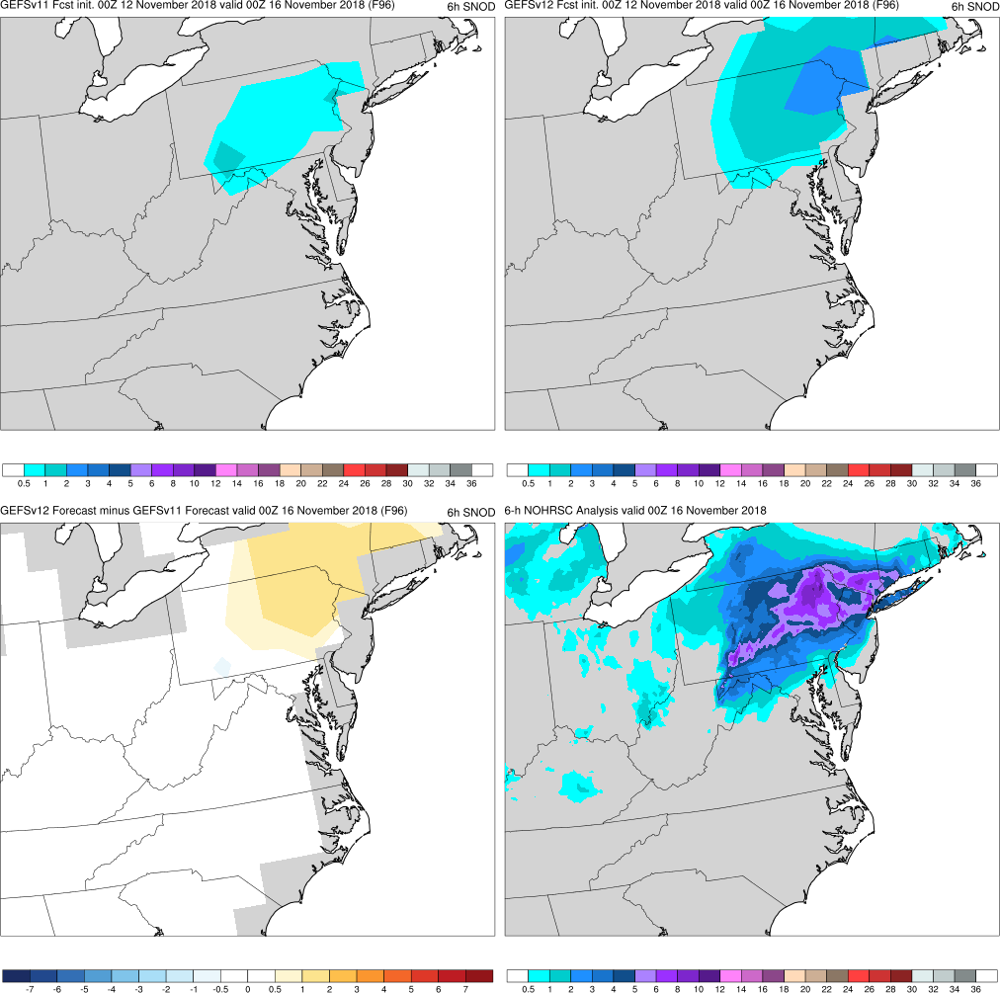 GEFSv11 Fcst init. 00Z 12 November 2018 valid 00Z 16 November 2018 (F96) 6h SNOD
GEFSv12 Fcst init. 00Z 12 November 2018 valid 00Z 16 November 2018 (F96) 6h SNOD
0.5 1 2 3 4 5 6 8 10 12 14 16 18 20 22 24 26 28 30 32 34 36
0.5 1 2 3 4 5 6 8 10 12 14 16 18 20 22 24 26 28 30 32 34 36
GEFSv12 Forecast minus GEFSv11 Forecast valid 00Z 16 November 2018 (F96) 6h SNOD
6-h NOHRSC Analysis valid 00Z 16 November 2018
-7 -6 -5 -4 -3 -2 -1 -0.5 0 0.5 1 2 3 4 5 6 7
0.5 1 2 3 4 5 6 8 10 12 14 16 18 20 22 24 26 28 30 32 34 36